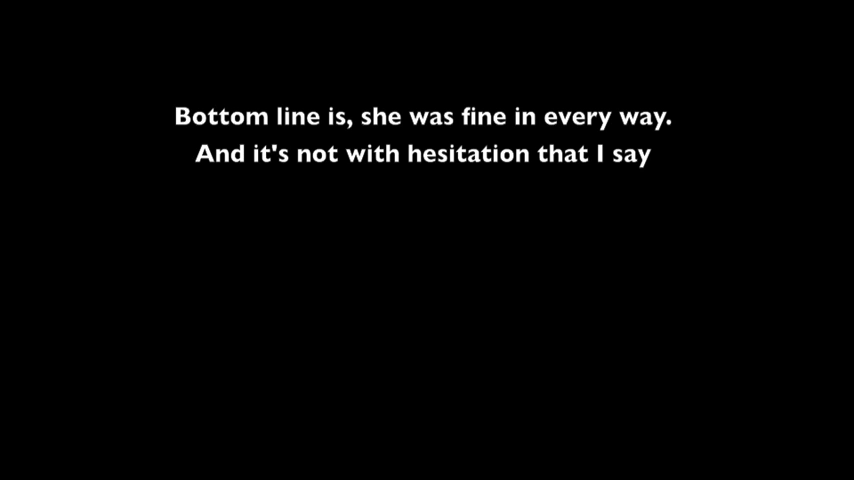 Bottom line is, she was fine in every way.
And it's not with hesitation that I say